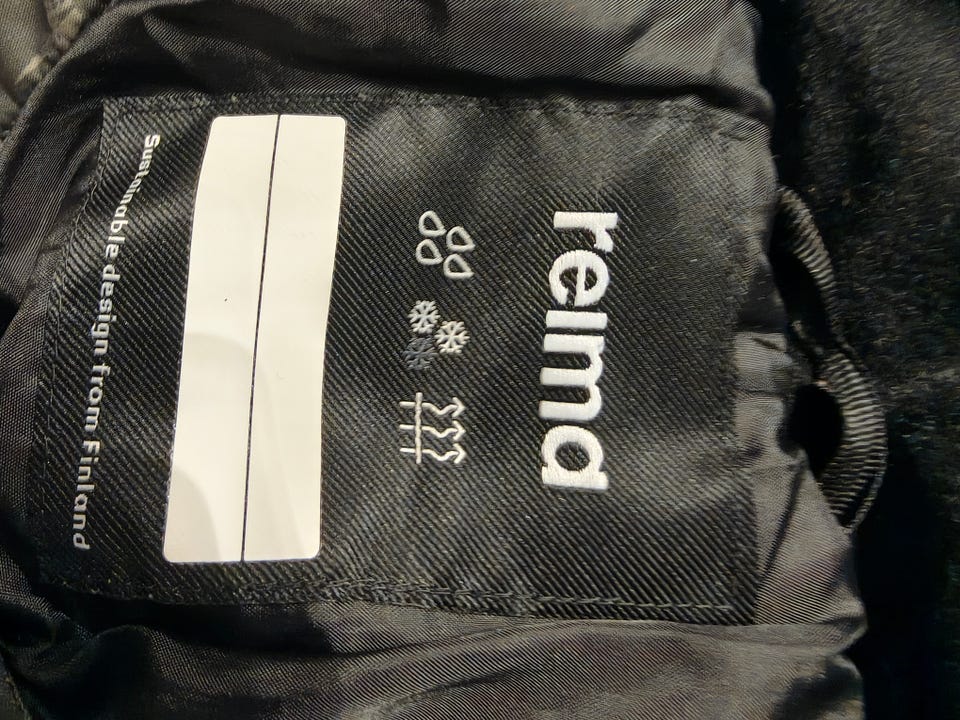 reima
Sustainable design from Finland